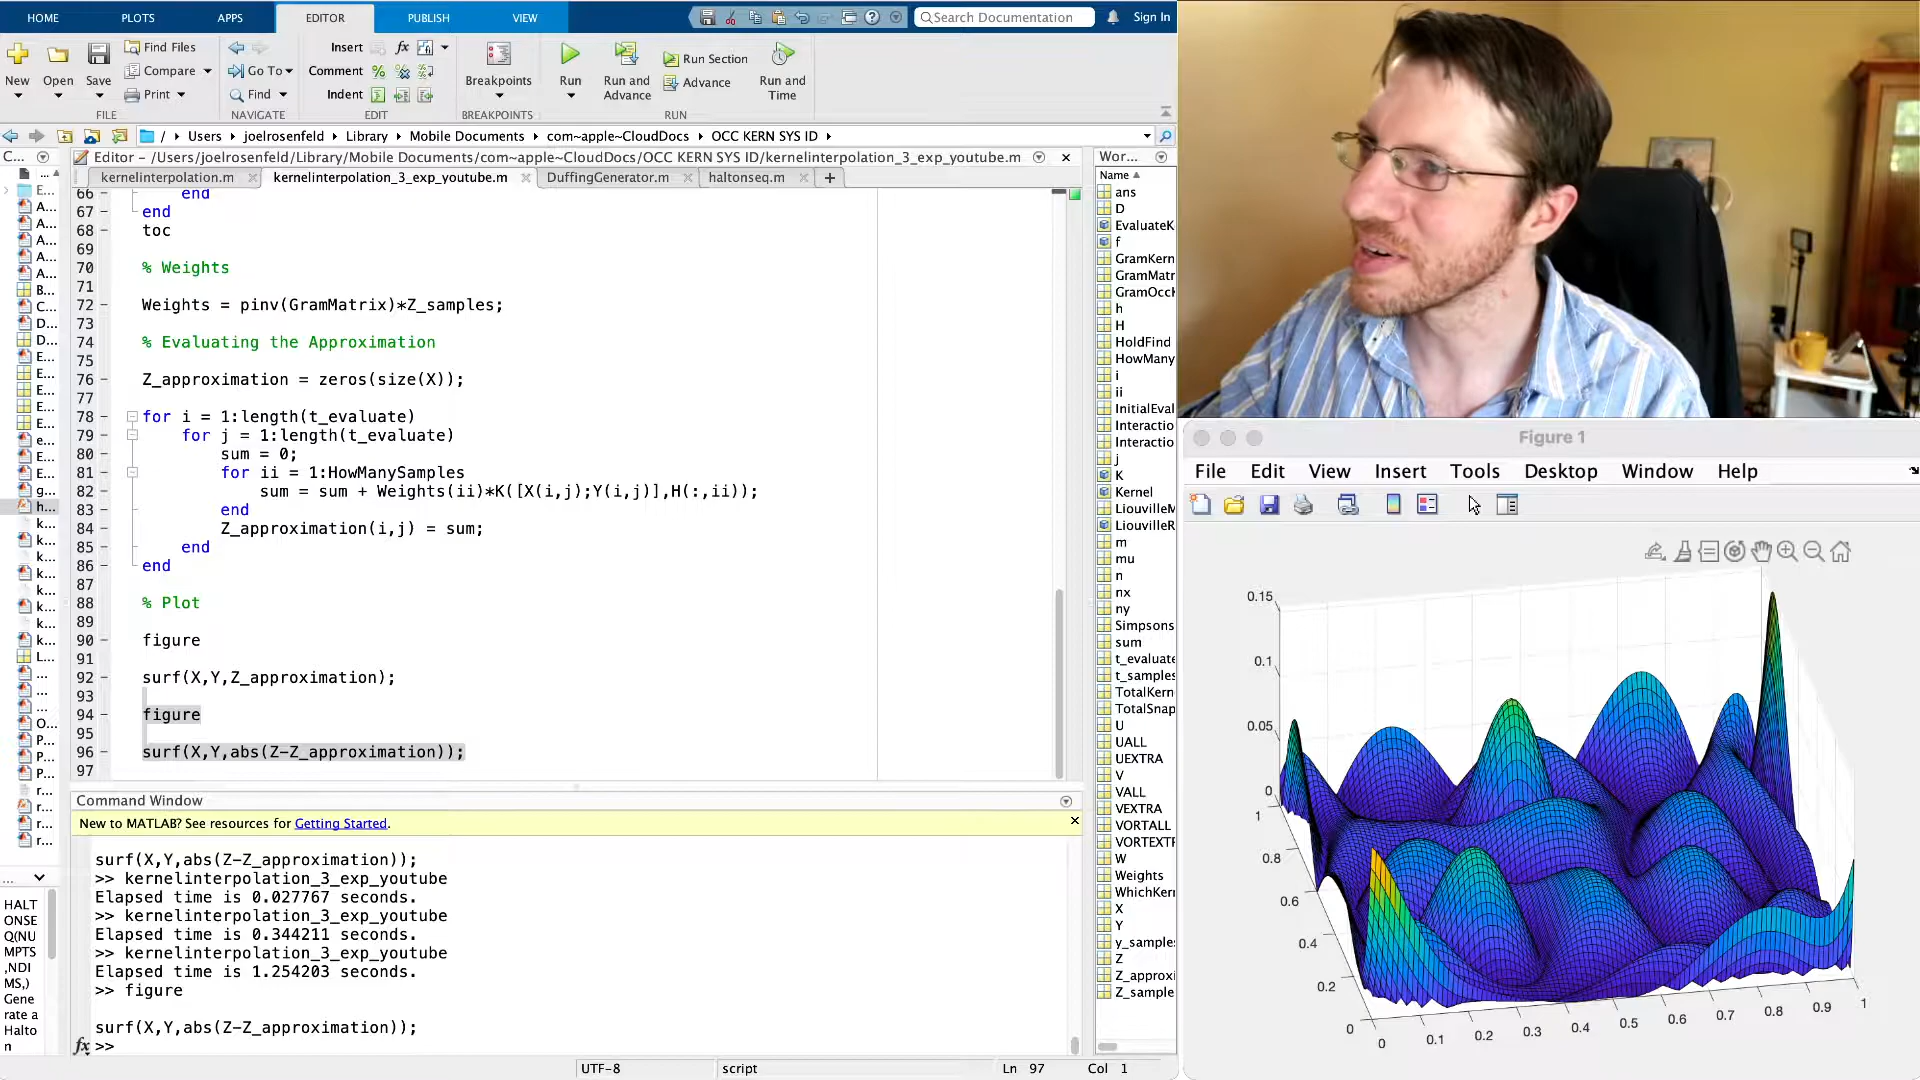 HOME PLOTS APPS EDITOR PUBLISH VIEW Search Documentation Sign In
New Open Save Find Files Compare Print Go To Find Insert fx Comment Indent Breakpoints Run Run and Advance Run Section Advance Run and Time
FILE NAVIGATE EDIT BREAKPOINTS RUN
/ Users joelrosenfeld Library Mobile Documents com~apple~CloudDocs OCC KERN SYS ID
C... Editor - /Users/joelrosenfeld/Library/Mobile Documents/com~apple~CloudDocs/OCC KERN SYS ID/kernelinterpolation_3_exp_youtube.m Wor...
kernelinterpolation.m kernelinterpolation_3_exp_youtube.m DuffingGenerator.m haltonseq.m +
66 end
67 end
68 toc
69
70 % Weights
71
72 Weights = pinv(GramMatrix)*Z_samples;
73
74 % Evaluating the Approximation
75
76 Z_approximation = zeros(size(X));
77
78 for i = 1:length(t_evaluate)
79 for j = 1:length(t_evaluate)
80 sum = 0;
81 for ii = 1:HowManySamples
82 sum = sum + Weights(ii)*K([X(i,j);Y(i,j)],H(:,ii));
83 end
84 Z_approximation(i,j) = sum;
85 end
86 end
87
88 % Plot
89
90 figure
91
92 surf(X,Y,Z_approximation);
93
94 figure
95
96 surf(X,Y,abs(Z-Z_approximation));
97
Command Window
New to MATLAB? See resources for Getting Started.
surf(X,Y,abs(Z-Z_approximation));
>> kernelinterpolation_3_exp_youtube
Elapsed time is 0.027767 seconds.
>> kernelinterpolation_3_exp_youtube
Elapsed time is 0.344211 seconds.
>> kernelinterpolation_3_exp_youtube
Elapsed time is 1.254203 seconds.
>> figure
surf(X,Y,abs(Z-Z_approximation));
fx >>
HALT
ONSE
Q(NU
MPTS
,NDI
MS,)
Gene
rate a
Halto
n
UTF-8 script Ln 97 Col 1
Name
ans
D
EvaluateK
f
GramKern
GramMatr
GramOcc
h
H
HoldFind
HowMany
i
ii
InitialEval
Interactio
Interactio
j
K
Kernel
LiouvilleM
LiouvilleR
m
mu
n
nx
ny
Simpsons
sum
t_evaluate
t_samples
TotalKern
TotalSnap
U
UALL
UEXTRA
V
VALL
VEXTRA
VORTALL
VORTEXTR
W
Weights
WhichKer
X
Y
y_samples
Z
Z_approxi
Z_sample
Figure 1
File Edit View Insert Tools Desktop Window Help
0.15
0.1
0.05
0
1
0.8
0.6
0.4
0.2
0
0 0.1 0.2 0.3 0.4 0.5 0.6 0.7 0.8 0.9 1